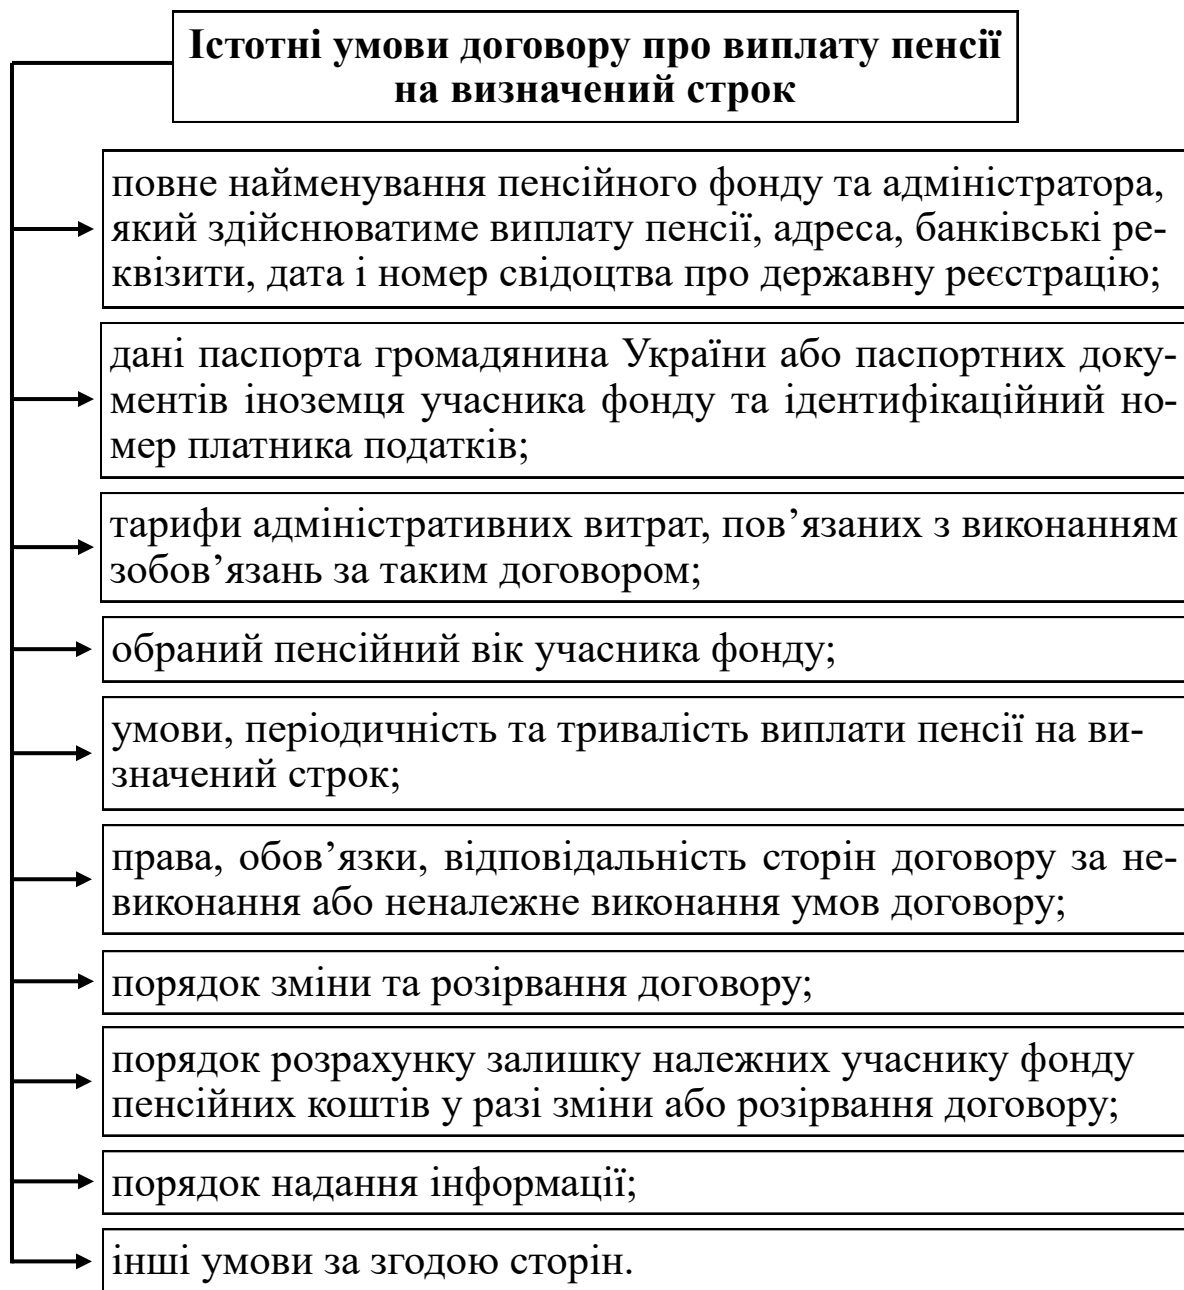 Істотні умови договору про виплату пенсії
на визначений строк
повне найменування пенсійного фонду та адміністратора,
який здійснюватиме виплату пенсії, адреса, банківські ре-
квізити, дата і номер свідоцтва про державну реєстрацію;
дані паспорта громадянина України або паспортних доку-
ментів іноземця учасника фонду та ідентифікаційний но-
мер платника податків;
тарифи адміністративних витрат, пов’язаних з виконанням
зобов’язань за таким договором;
обраний пенсійний вік учасника фонду;
умови, періодичність та тривалість виплати пенсії на ви-
значений строк;
права, обов’язки, відповідальність сторін договору за не-
виконання або неналежне виконання умов договору;
порядок зміни та розірвання договору;
порядок розрахунку залишку належних учаснику фонду
пенсійних коштів у разі зміни або розірвання договору;
порядок надання інформації;
інші умови за згодою сторін.